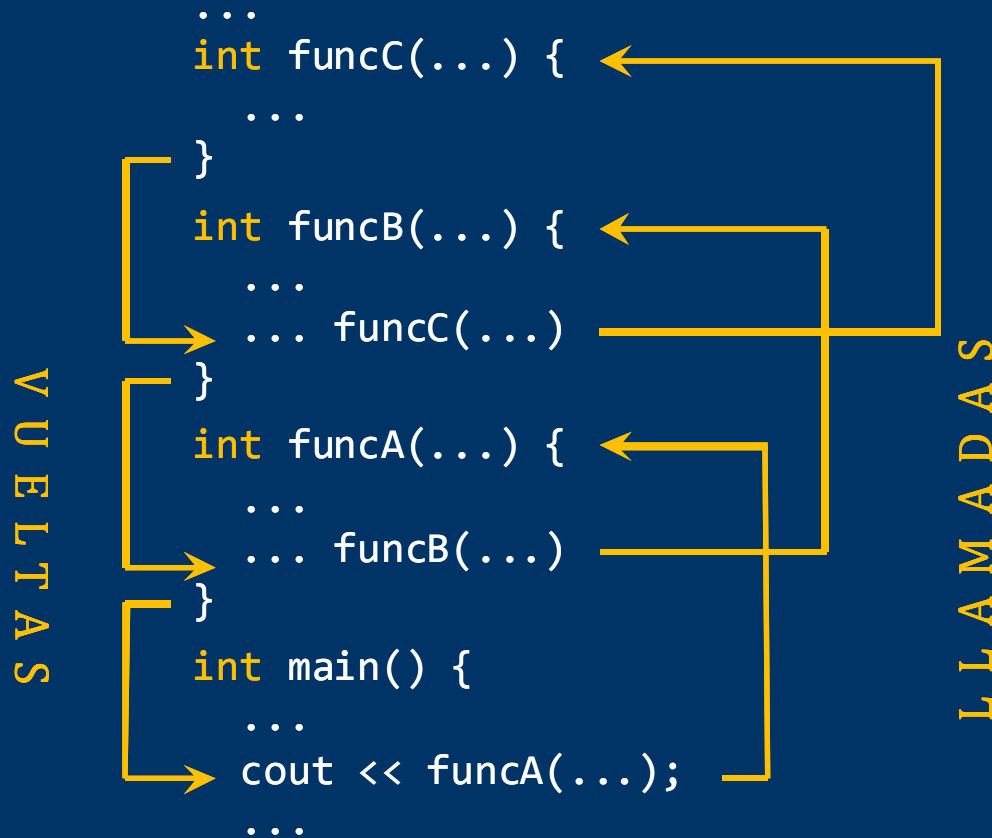 ...
int funcC(...) {
...
}
int funcB(...) {
...
... funcC(...)
}
int funcA(...) {
...
... funcB(...)
}
int main() {
...
cout << funcA(...);
...
VUELTAS
LLAMADAS